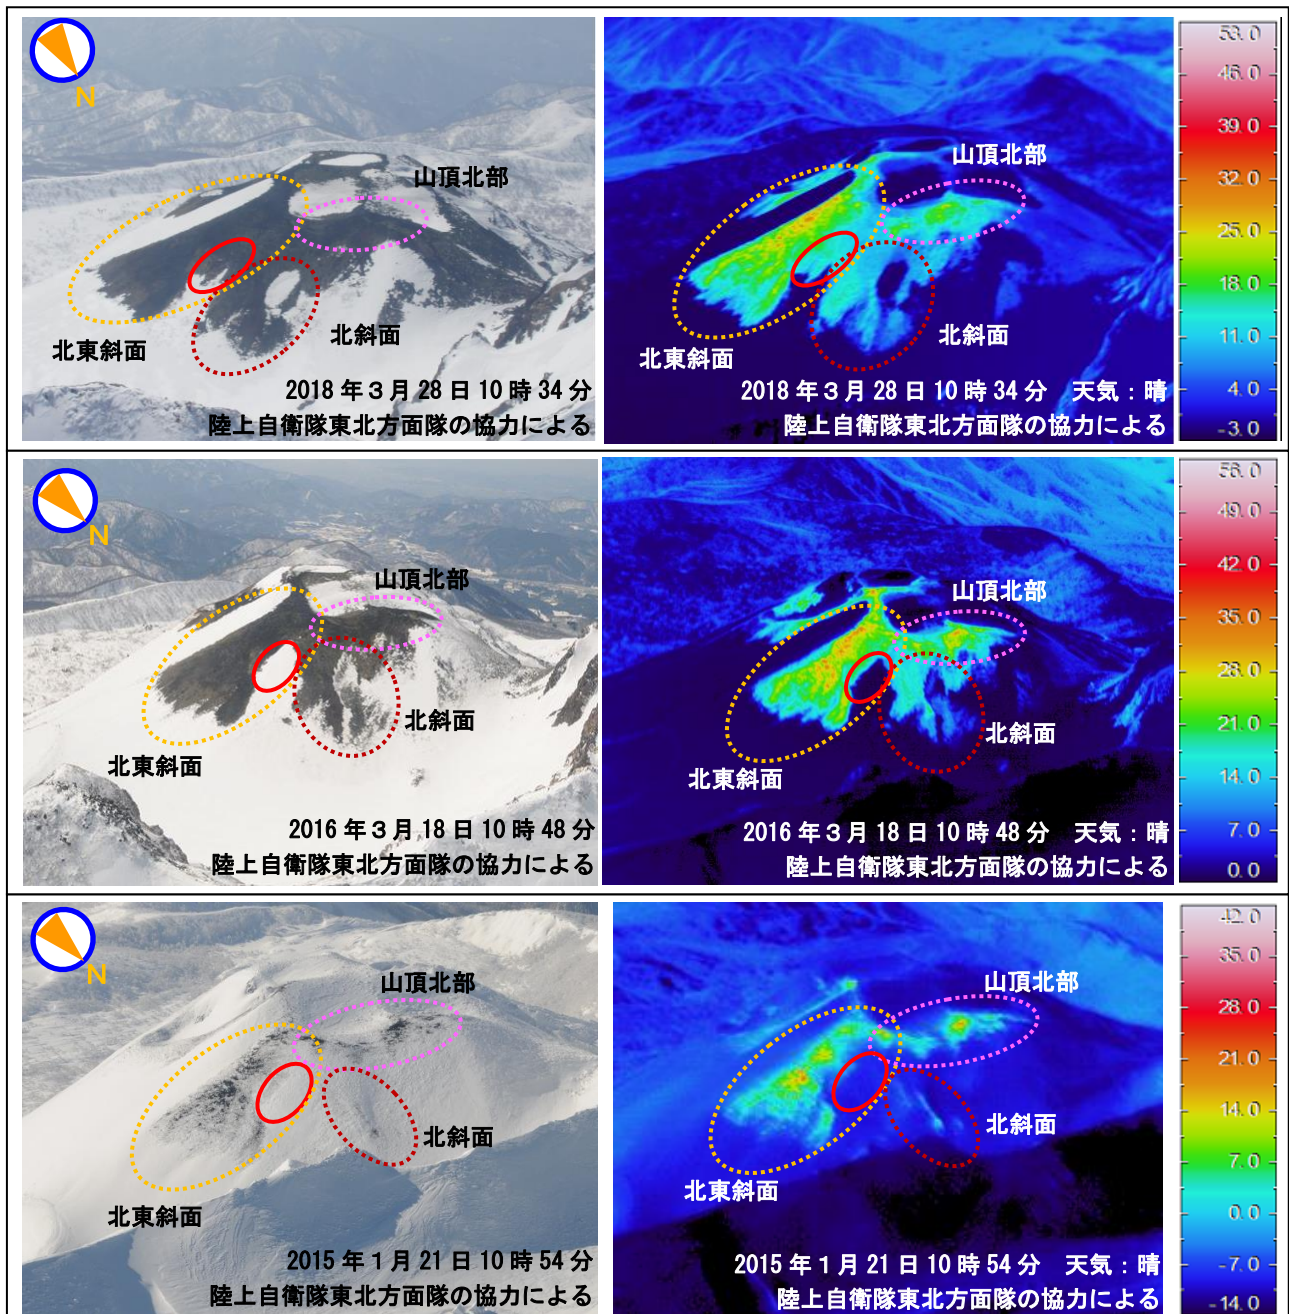 N
山頂北部
北斜面
北東斜面
2018年3月28日10時34分
陸上自衛隊東北方面隊の協力による
山頂北部
北東斜面
北斜面
2018年3月28日10時34分 天気：晴
陸上自衛隊東北方面隊の協力による
53.0
46.0
39.0
32.0
25.0
18.0
11.0
4.0
-3.0
N
山頂北部
北斜面
北東斜面
2016年3月18日10時48分
陸上自衛隊東北方面隊の協力による
山頂北部
北斜面
北東斜面
2016年3月18日10時48分 天気：晴
陸上自衛隊東北方面隊の協力による
56.0
49.0
42.0
35.0
28.0
21.0
14.0
7.0
0.0
N
山頂北部
北斜面
北東斜面
2015年1月21日10時54分
陸上自衛隊東北方面隊の協力による
山頂北部
北斜面
北東斜面
2015年1月21日10時54分 天気：晴
陸上自衛隊東北方面隊の協力による
42.0
35.0
28.0
21.0
14.0
7.0
0.0
-7.0
-14.0